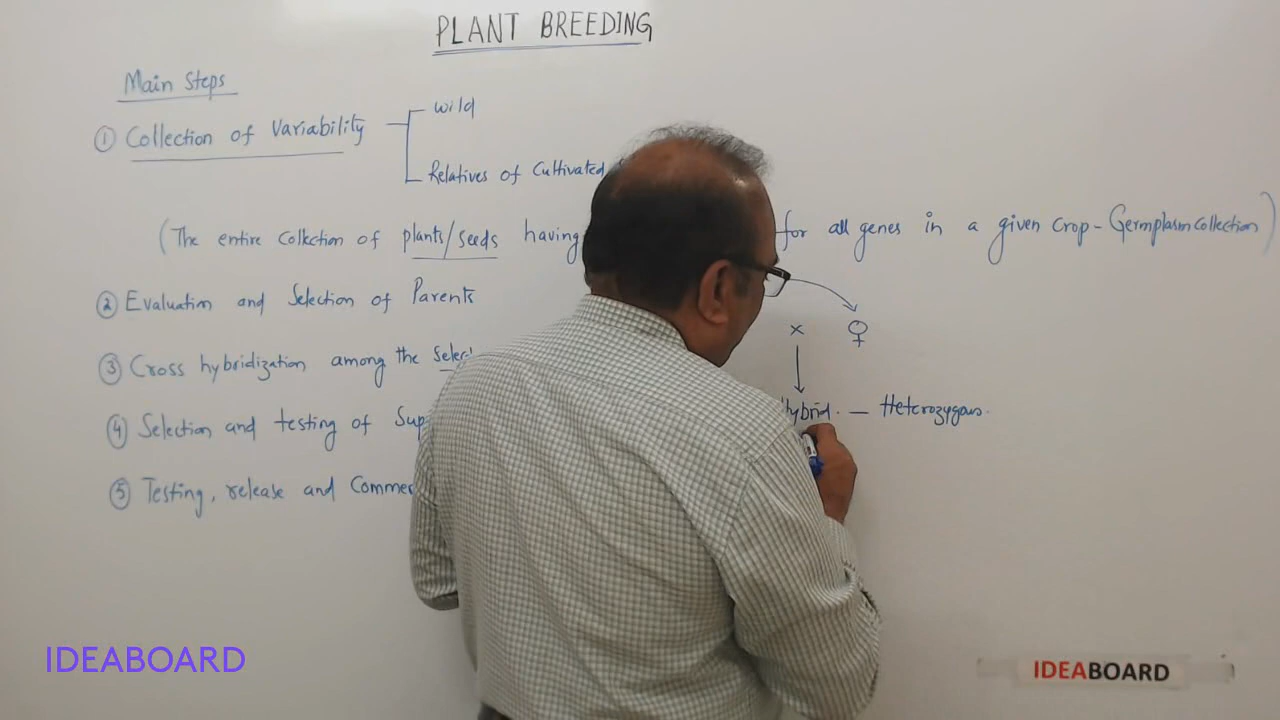 PLANT BREEDING
Main Steps
① Collection of Variability
Wild
Relatives of Cultivated
(The entire Collection of plants/seeds having for all genes in a given Crop - Germplasm Collection)
② Evaluation and Selection of Parents
③ Cross hybridization among the
x ♀
④ Selection and testing of
Hybrid. — Heterozygous.
⑤ Testing, release and
IDEABOARD
IDEABOARD